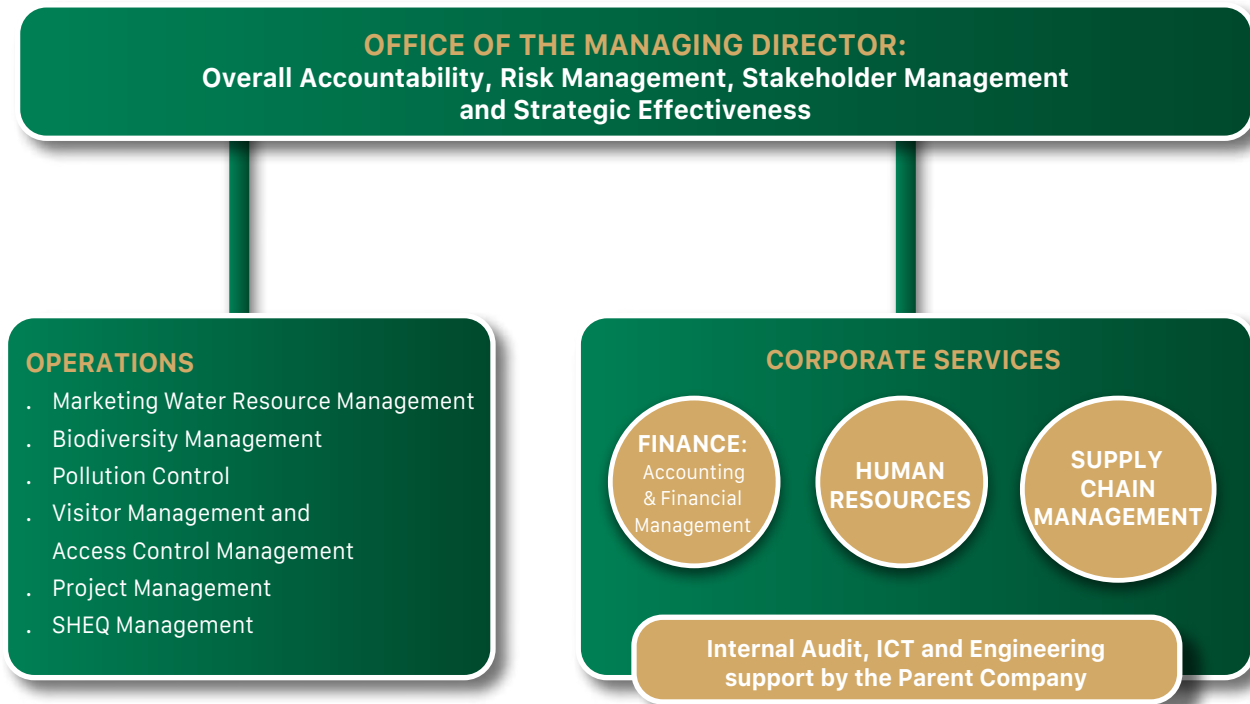 OFFICE OF THE MANAGING DIRECTOR:
Overall Accountability, Risk Management, Stakeholder Management
and Strategic Effectiveness
OPERATIONS
. Marketing Water Resource Management
. Biodiversity Management
. Pollution Control
. Visitor Management and
Access Control Management
. Project Management
. SHEQ Management
CORPORATE SERVICES
FINANCE:
Accounting
& Financial
Management
HUMAN
RESOURCES
SUPPLY
CHAIN
MANAGEMENT
Internal Audit, ICT and Engineering
support by the Parent Company